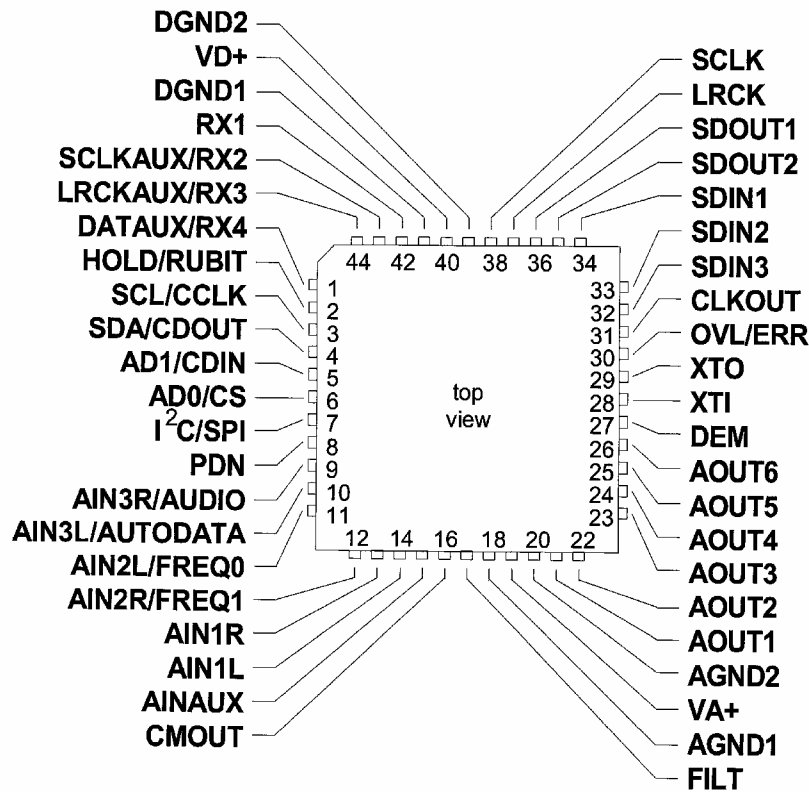 DGND2
VD+
DGND1
RX1
SCLKAUX/RX2
LRCKAUX/RX3
DATAUX/RX4
HOLD/RUBIT
SCL/CCLK
SDA/CDOUT
AD1/CDIN
AD0/CS
I²C/SPI
PDN
AIN3R/AUDIO
AIN3L/AUTODATA
AIN2L/FREQ0
AIN2R/FREQ1
AIN1R
AIN1L
AINAUX
CMOUT
44 42 40 38 36 34
1
2
3
4
5
6
7
8
9
10
11
top
view
33
32
31
30
29
28
27
26
25
24
23
12 14 16 18 20 22
SCLK
LRCK
SDOUT1
SDOUT2
SDIN1
SDIN2
SDIN3
CLKOUT
OVL/ERR
XTO
XTI
DEM
AOUT6
AOUT5
AOUT4
AOUT3
AOUT2
AOUT1
AGND2
VA+
AGND1
FILT